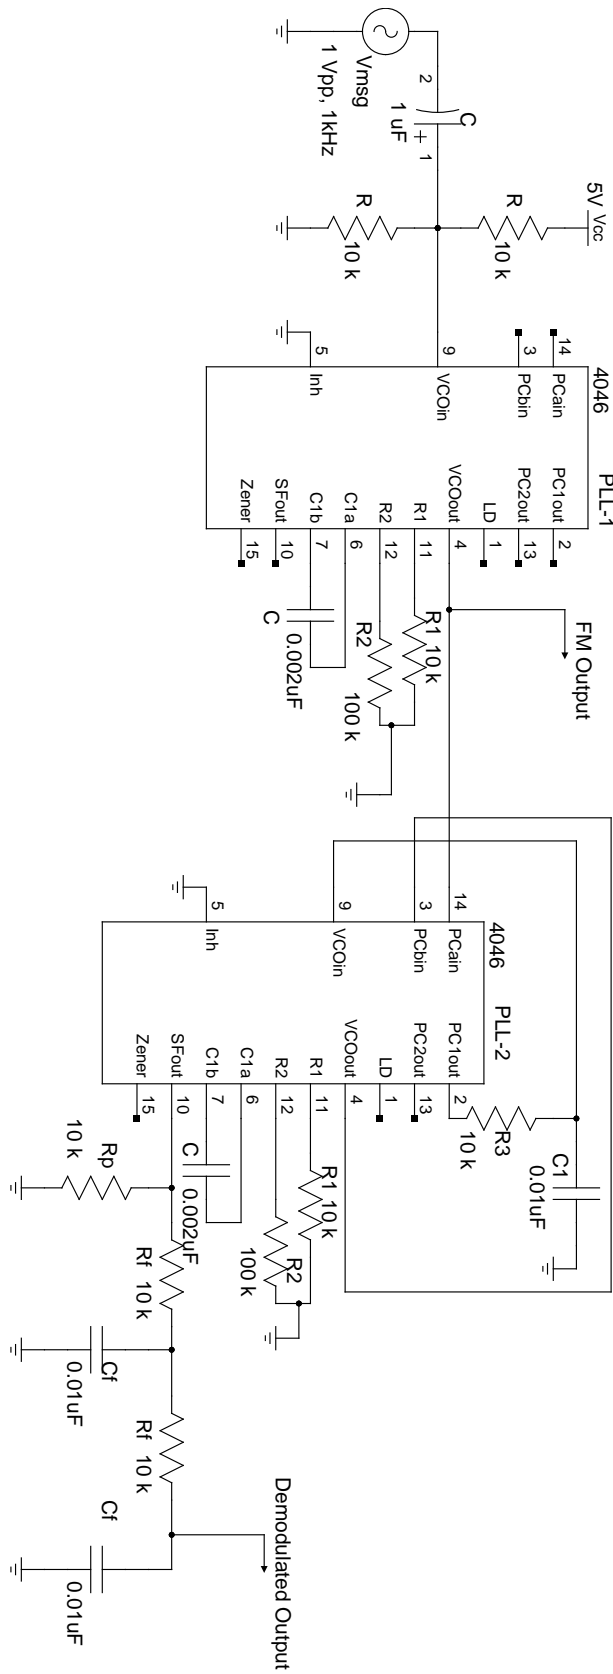 Vmsg
1 Vpp, 1kHz
2
C
1 uF
+
1
R
10 k
R
10 k
5V Vcc
4046
PLL-1
14
PCain
3
PCbin
9
VCOin
5
Inh
PC1out
2
PC2out
13
LD
1
VCOout
4
R1
11
R2
12
C1a
6
C1b
7
SFout
10
Zener
15
FM Output
R1 10 k
R2
100 k
C
0.002uF
4046
PLL-2
14
PCain
3
PCbin
9
VCOin
5
Inh
PC1out
2
PC2out
13
LD
1
VCOout
4
R1
11
R2
12
C1a
6
C1b
7
SFout
10
Zener
15
R3
10 k
C1
0.01uF
R1 10 k
R2
100 k
C
0.002uF
Rp
10 k
Rf
10 k
Cf
0.01uF
Rf
10 k
Cf
0.01uF
Demodulated Output